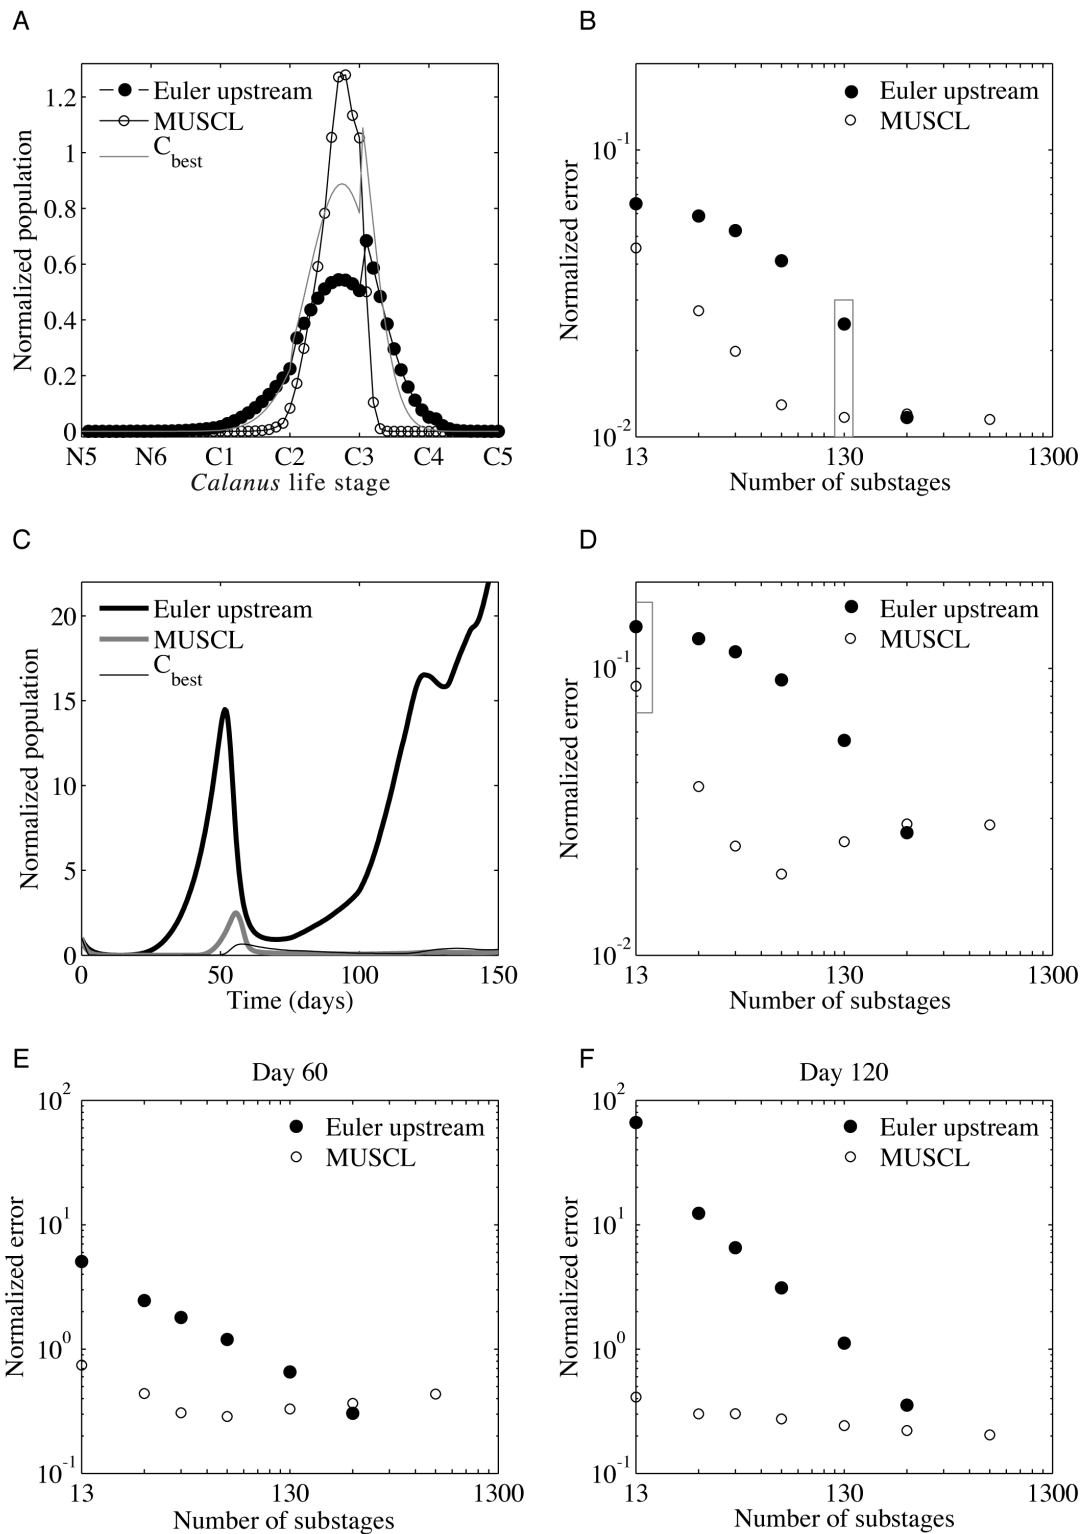 A
Euler upstream
MUSCL
C_best
Normalized population
1.2
1
0.8
0.6
0.4
0.2
0
N5 N6 C1 C2 C3 C4 C5
Calanus life stage
B
Euler upstream
MUSCL
Normalized error
10^-1
10^-2
13 130 1300
Number of substages
C
Euler upstream
MUSCL
C_best
Normalized population
20
15
10
5
0
0 50 100 150
Time (days)
D
Euler upstream
MUSCL
Normalized error
10^-1
10^-2
13 130 1300
Number of substages
E
Day 60
Euler upstream
MUSCL
Normalized error
10^2
10^1
10^0
10^-1
13 130 1300
Number of substages
F
Day 120
Euler upstream
MUSCL
Normalized error
10^2
10^1
10^0
10^-1
13 130 1300
Number of substages